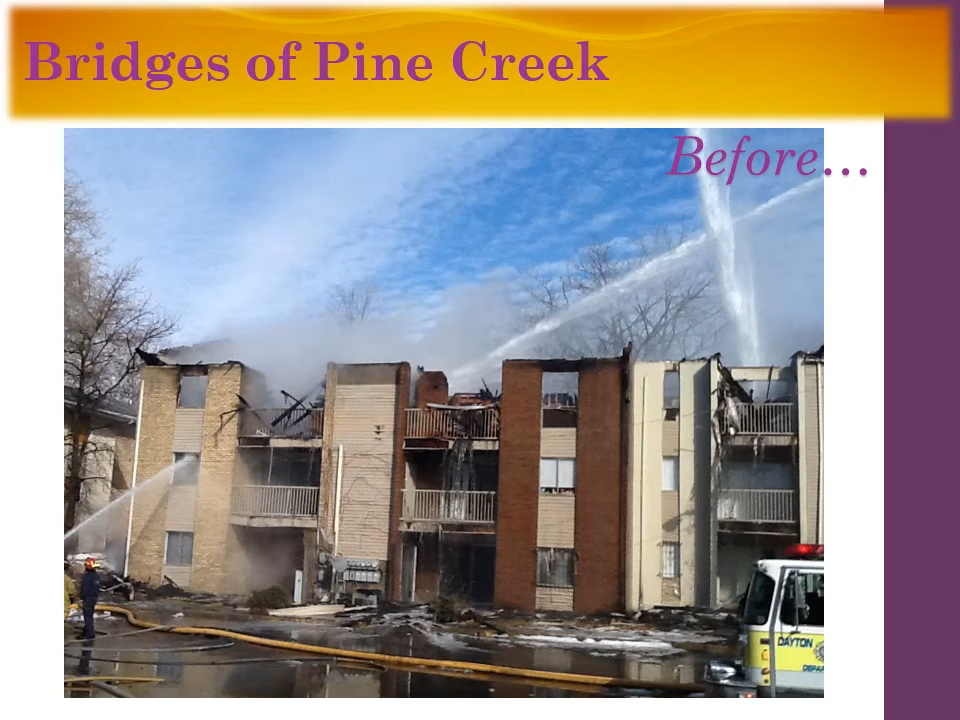 Bridges of Pine Creek
Before…
DAYTON